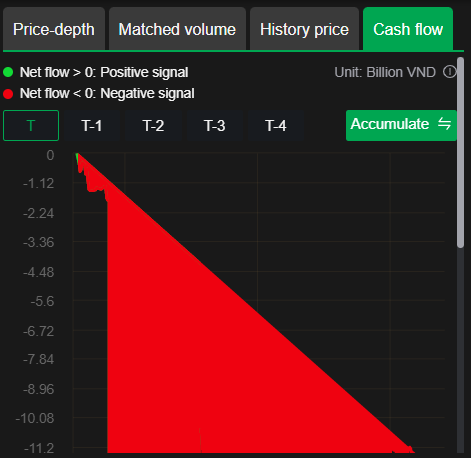 Price-depth Matched volume History price Cash flow
Net flow > 0: Positive signal Unit: Billion VND
Net flow < 0: Negative signal
T T-1 T-2 T-3 T-4 Accumulate
0
-1.12
-2.24
-3.36
-4.48
-5.6
-6.72
-7.84
-8.96
-10.08
-11.2